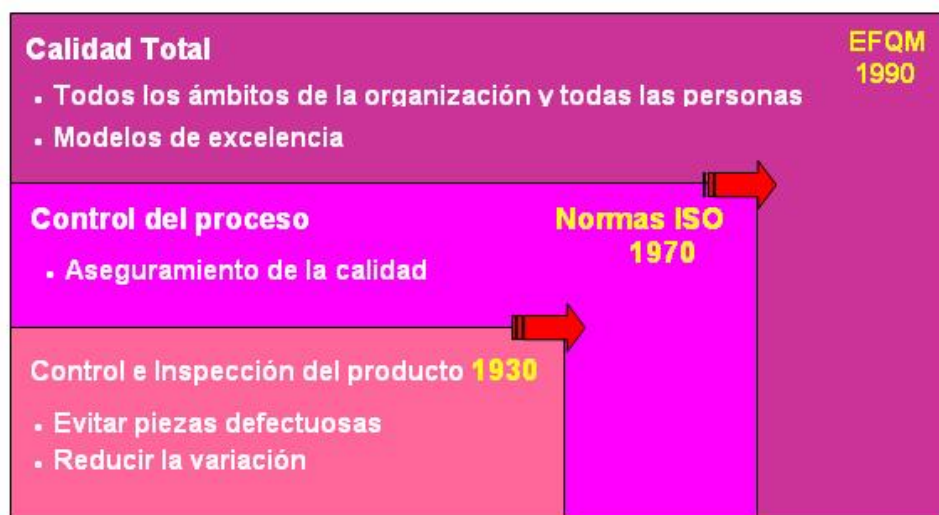 Calidad Total
EFQM
1990
• Todos los ámbitos de la organización y todas las personas
• Modelos de excelencia
Control del proceso
Normas ISO
1970
• Aseguramiento de la calidad
Control e Inspección del producto 1930
• Evitar piezas defectuosas
• Reducir la variación